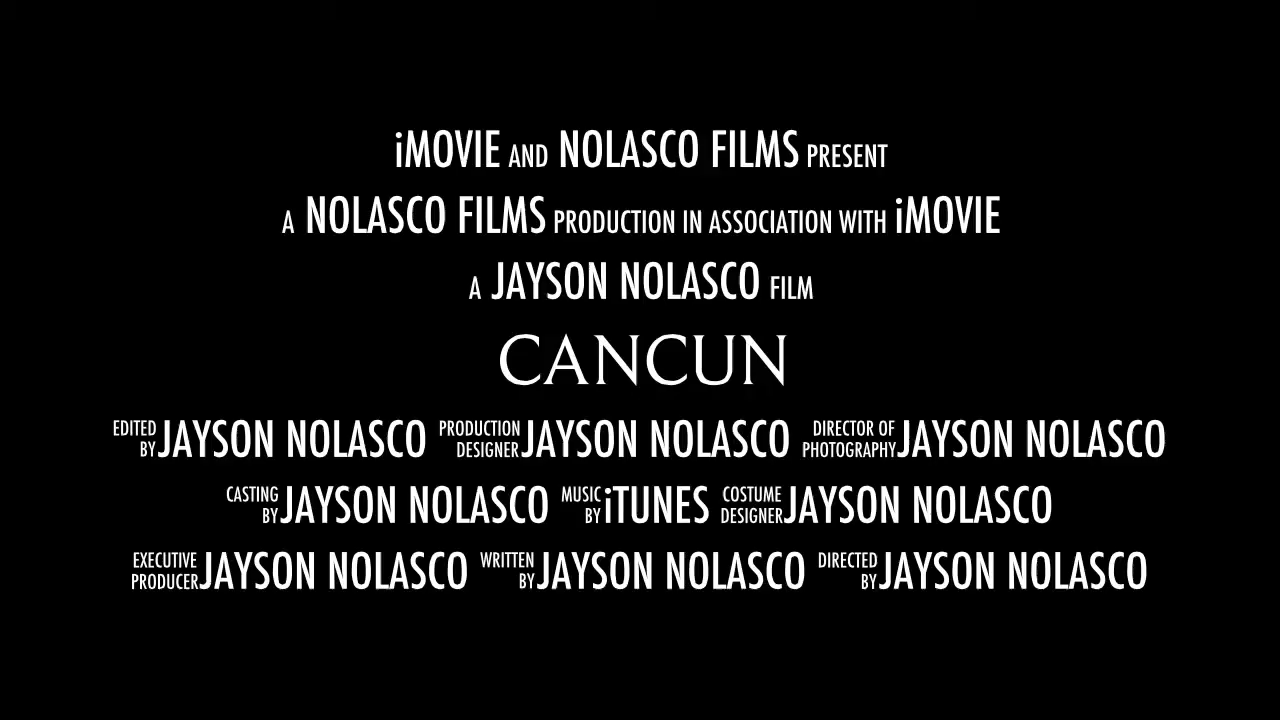 iMOVIE AND NOLASCO FILMS PRESENT
A NOLASCO FILMS PRODUCTION IN ASSOCIATION WITH iMOVIE
A JAYSON NOLASCO FILM
CANCUN
EDITED BY JAYSON NOLASCO PRODUCTION DESIGNER JAYSON NOLASCO DIRECTOR OF PHOTOGRAPHY JAYSON NOLASCO
CASTING BY JAYSON NOLASCO MUSIC BY iTUNES COSTUME DESIGNER JAYSON NOLASCO
EXECUTIVE PRODUCER JAYSON NOLASCO WRITTEN BY JAYSON NOLASCO DIRECTED BY JAYSON NOLASCO